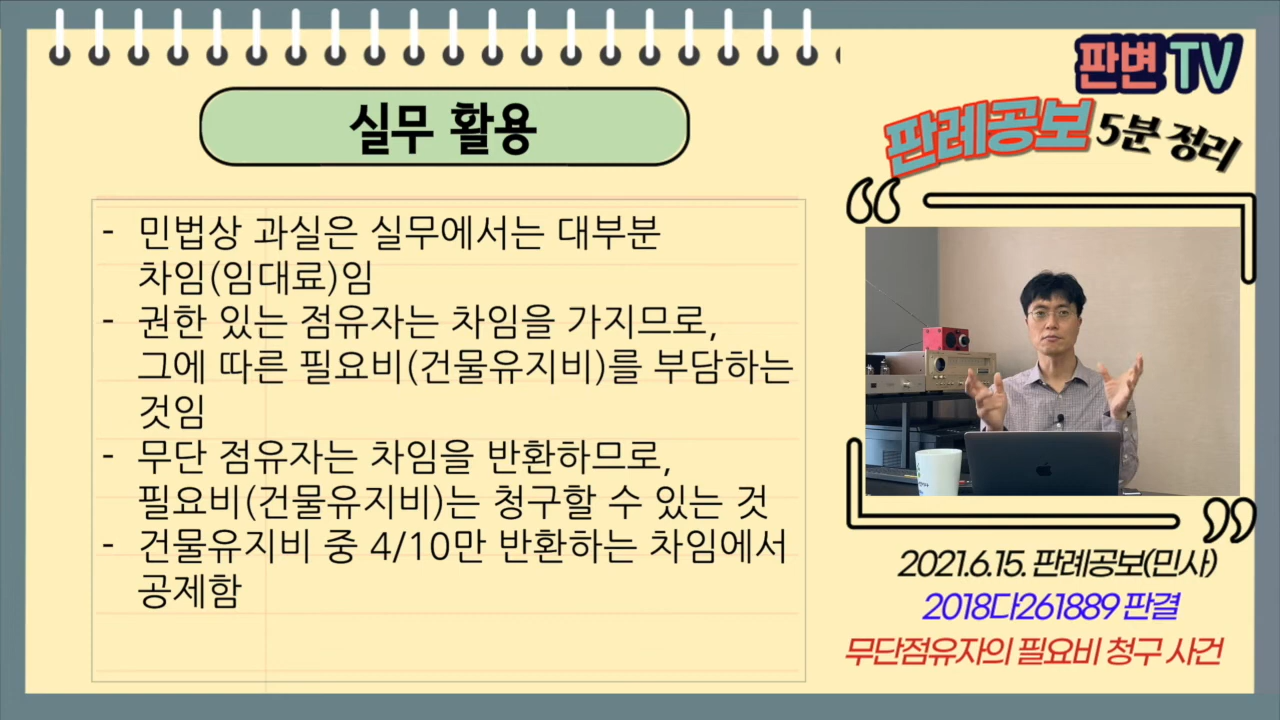 실무 활용
- 민법상 과실은 실무에서는 대부분
차임(임대료)임
- 권한 있는 점유자는 차임을 가지므로,
그에 따른 필요비(건물유지비)를 부담하는
것임
- 무단 점유자는 차임을 반환하므로,
필요비(건물유지비)는 청구할 수 있는 것
- 건물유지비 중 4/10만 반환하는 차임에서
공제함
판변 TV
판례공보 5분 정리
2021.6.15. 판례공보(민사)
2018다261889 판결
무단점유자의 필요비 청구 사건